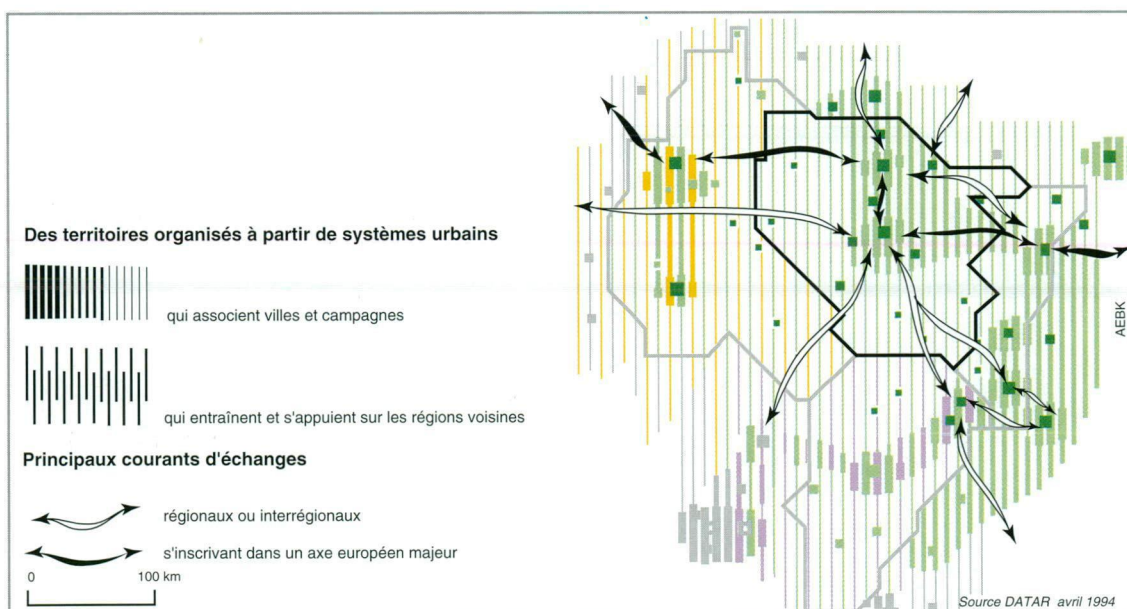 Des territoires organisés à partir de systèmes urbains
qui associent villes et campagnes
qui entraînent et s'appuient sur les régions voisines
Principaux courants d'échanges
régionaux ou interrégionaux
s'inscrivant dans un axe européen majeur
0 100 km
AEBK
Source DATAR avril 1994